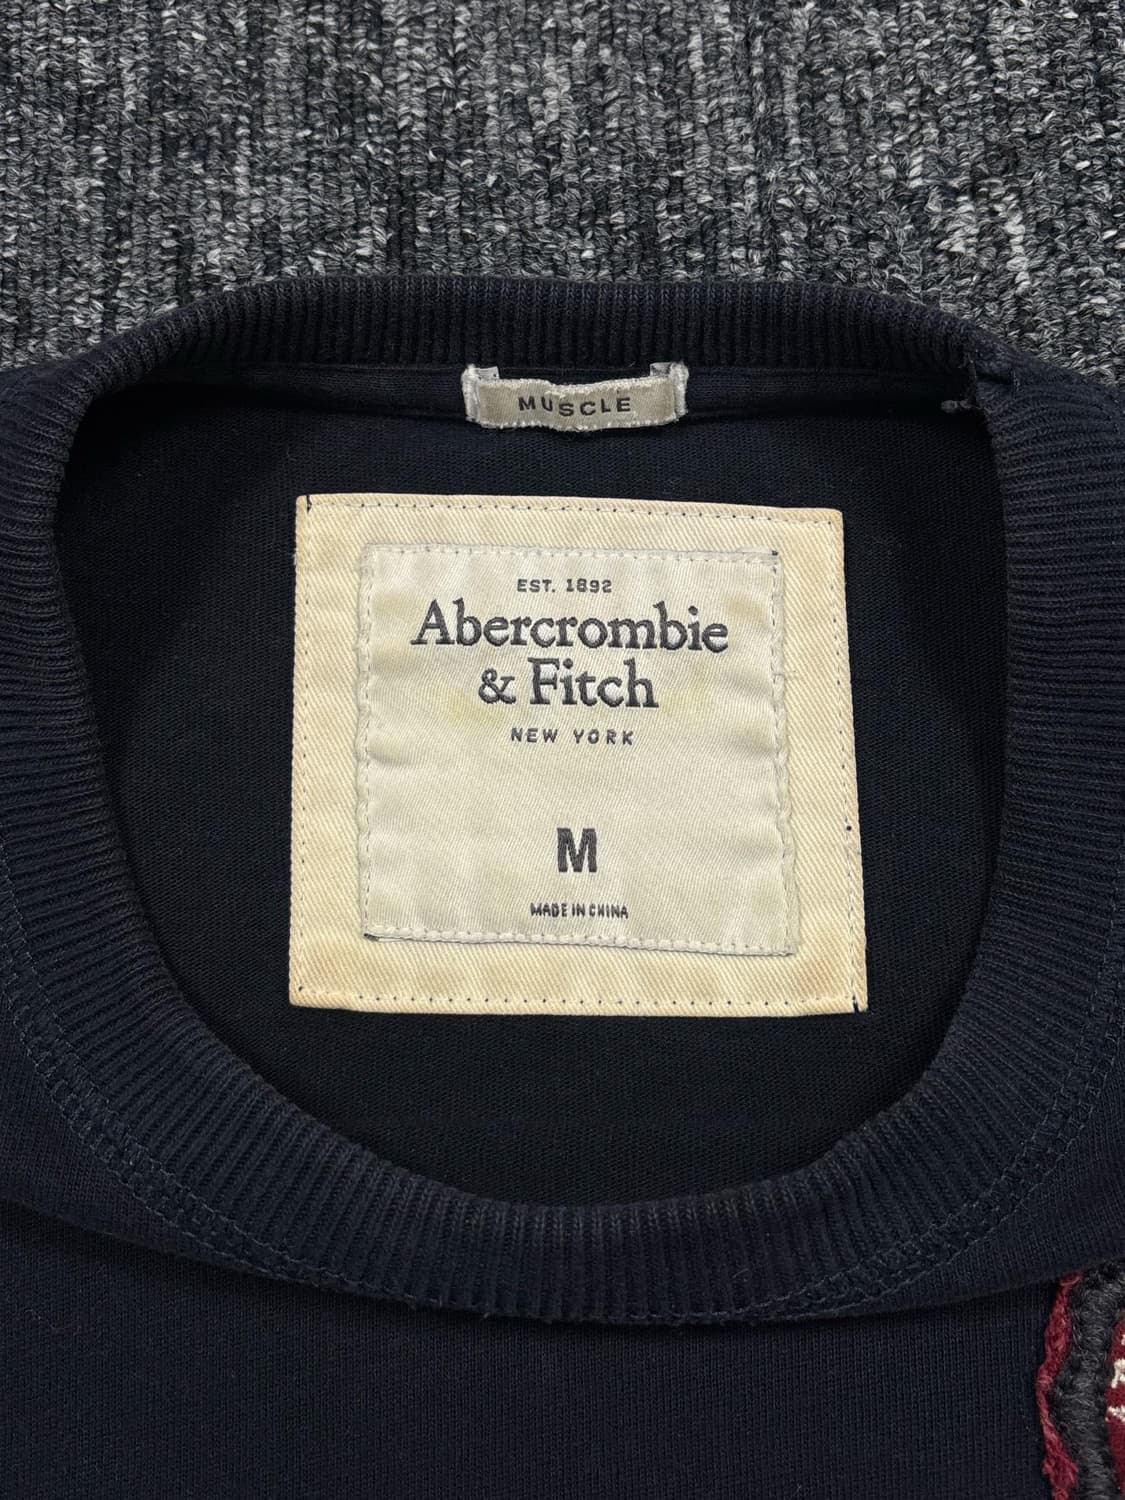 MUSCLE
EST. 1892
Abercrombie
& Fitch
NEW YORK
M
MADE IN CHINA